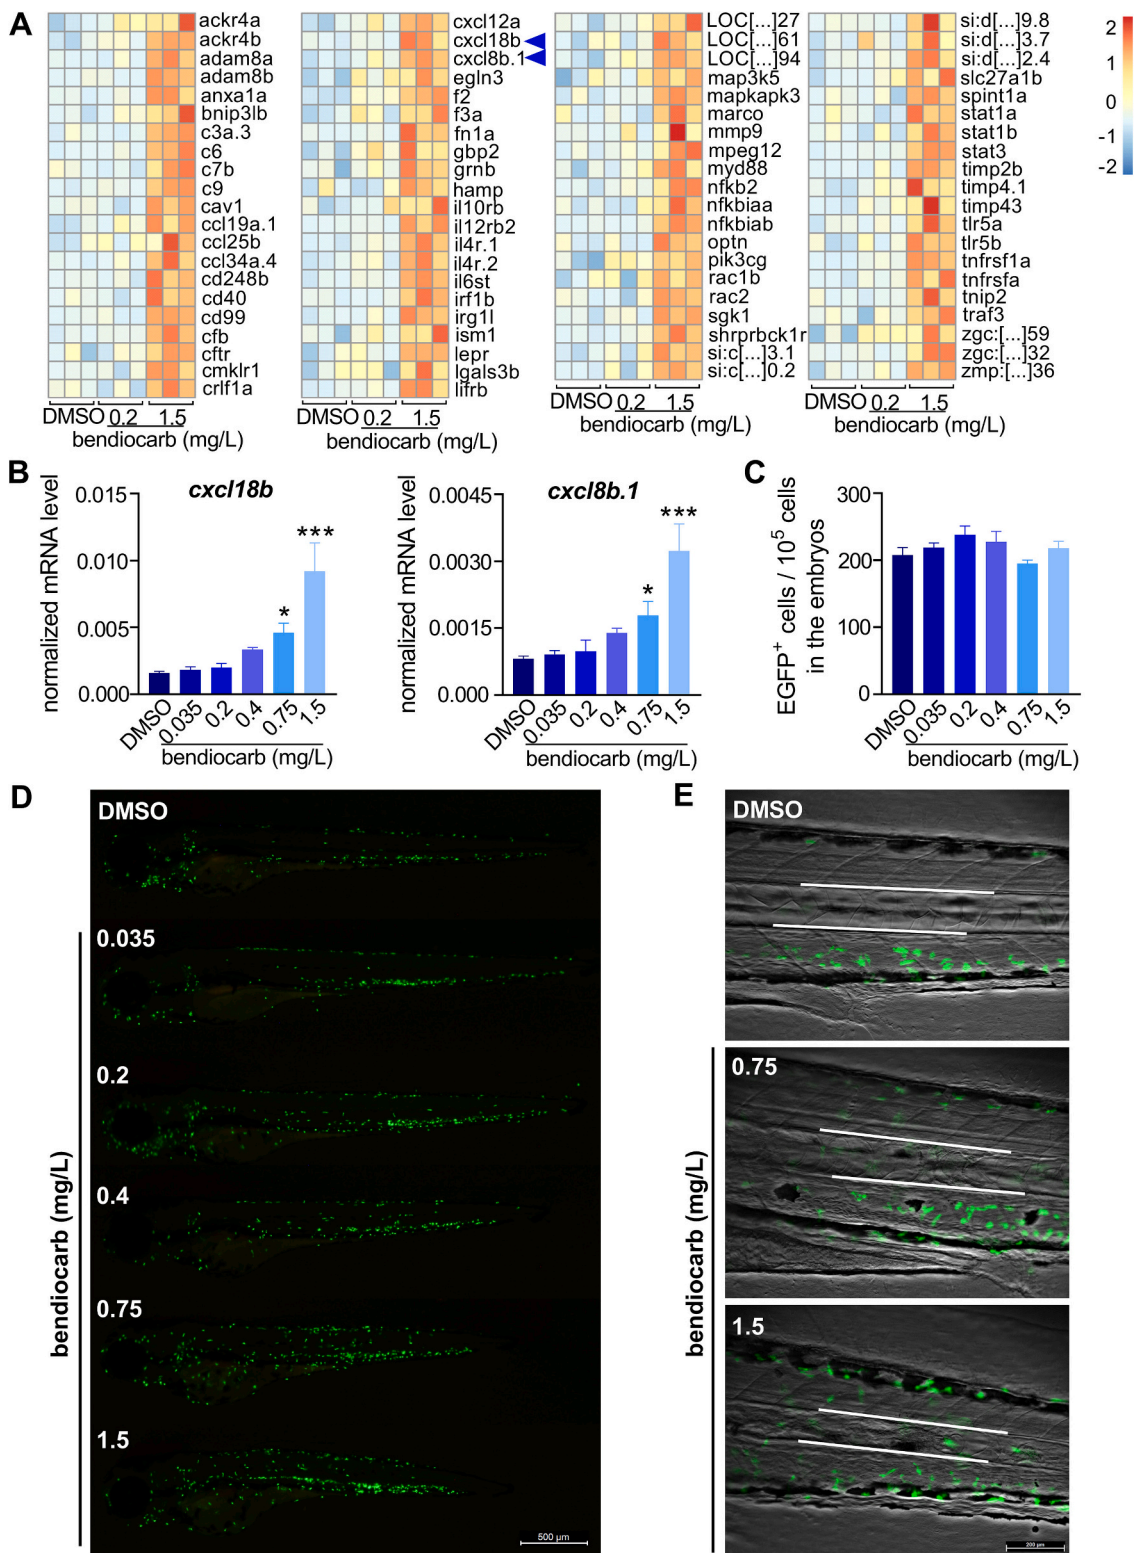 A
ackr4a
ackr4b
adam8a
adam8b
anxa1a
bnip3lb
c3a.3
c6
c7b
c9
cav1
ccl19a.1
ccl25b
ccl34a.4
cd248b
cd40
cd99
cfb
cftr
cmklr1
crlf1a
DMSO 0.2 1.5
bendiocarb (mg/L)
cxcl12a
cxcl18b
cxcl8b.1
egln3
f2
f3a
fn1a
gbp2
grnb
hamp
il10rb
il12rb2
il4r.1
il4r.2
il6st
irf1b
irg1l
ism1
lepr
lgals3b
lifrb
DMSO 0.2 1.5
bendiocarb (mg/L)
LOC[...]27
LOC[...]61
LOC[...]94
map3k5
mapkapk3
marco
mmp9
mpeg12
myd88
nfkb2
nfkbiaa
nfkbiab
optn
pik3cg
rac1b
rac2
sgk1
shrprbck1r
si:c[...]3.1
si:c[...]0.2
DMSO 0.2 1.5
bendiocarb (mg/L)
si:d[...]9.8
si:d[...]3.7
si:d[...]2.4
slc27a1b
spint1a
stat1a
stat1b
stat3
timp2b
timp4.1
timp43
tlr5a
tlr5b
tnfrsf1a
tnfrsfa
tnip2
traf3
zgc:[...]59
zgc:[...]32
zmp:[...]36
DMSO 0.2 1.5
bendiocarb (mg/L)
2
1
0
-1
-2
B
cxcl18b
normalized mRNA level
0.015
0.010
0.005
0.000
*
***
DMSO 0.035 0.2 0.4 0.75 1.5
bendiocarb (mg/L)
cxcl8b.1
normalized mRNA level
0.0045
0.0030
0.0015
0.000
*
***
DMSO 0.035 0.2 0.4 0.75 1.5
bendiocarb (mg/L)
C
EGFP+ cells / 10⁵ cells
in the embryos
300
200
100
0
DMSO 0.035 0.2 0.4 0.75 1.5
bendiocarb (mg/L)
D
DMSO
0.035
0.2
0.4
0.75
1.5
bendiocarb (mg/L)
500 µm
E
DMSO
0.75
1.5
bendiocarb (mg/L)
200 µm